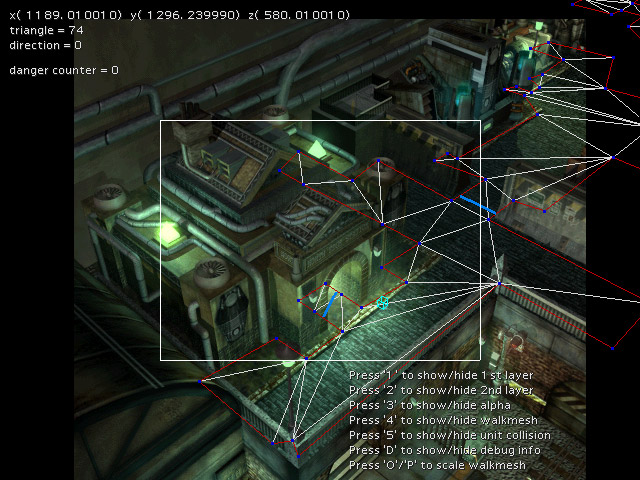 x( 1189. 010010) y( 1296. 239990) z( 580. 010010)
triangle = 74
direction = 0
danger counter = 0
Press '1' to show/hide 1st layer
Press '2' to show/hide 2nd layer
Press '3' to show/hide alpha
Press '4' to show/hide walkmesh
Press '5' to show/hide unit collision
Press 'D' to show/hide debug info
Press 'O'/'P' to scale walkmesh